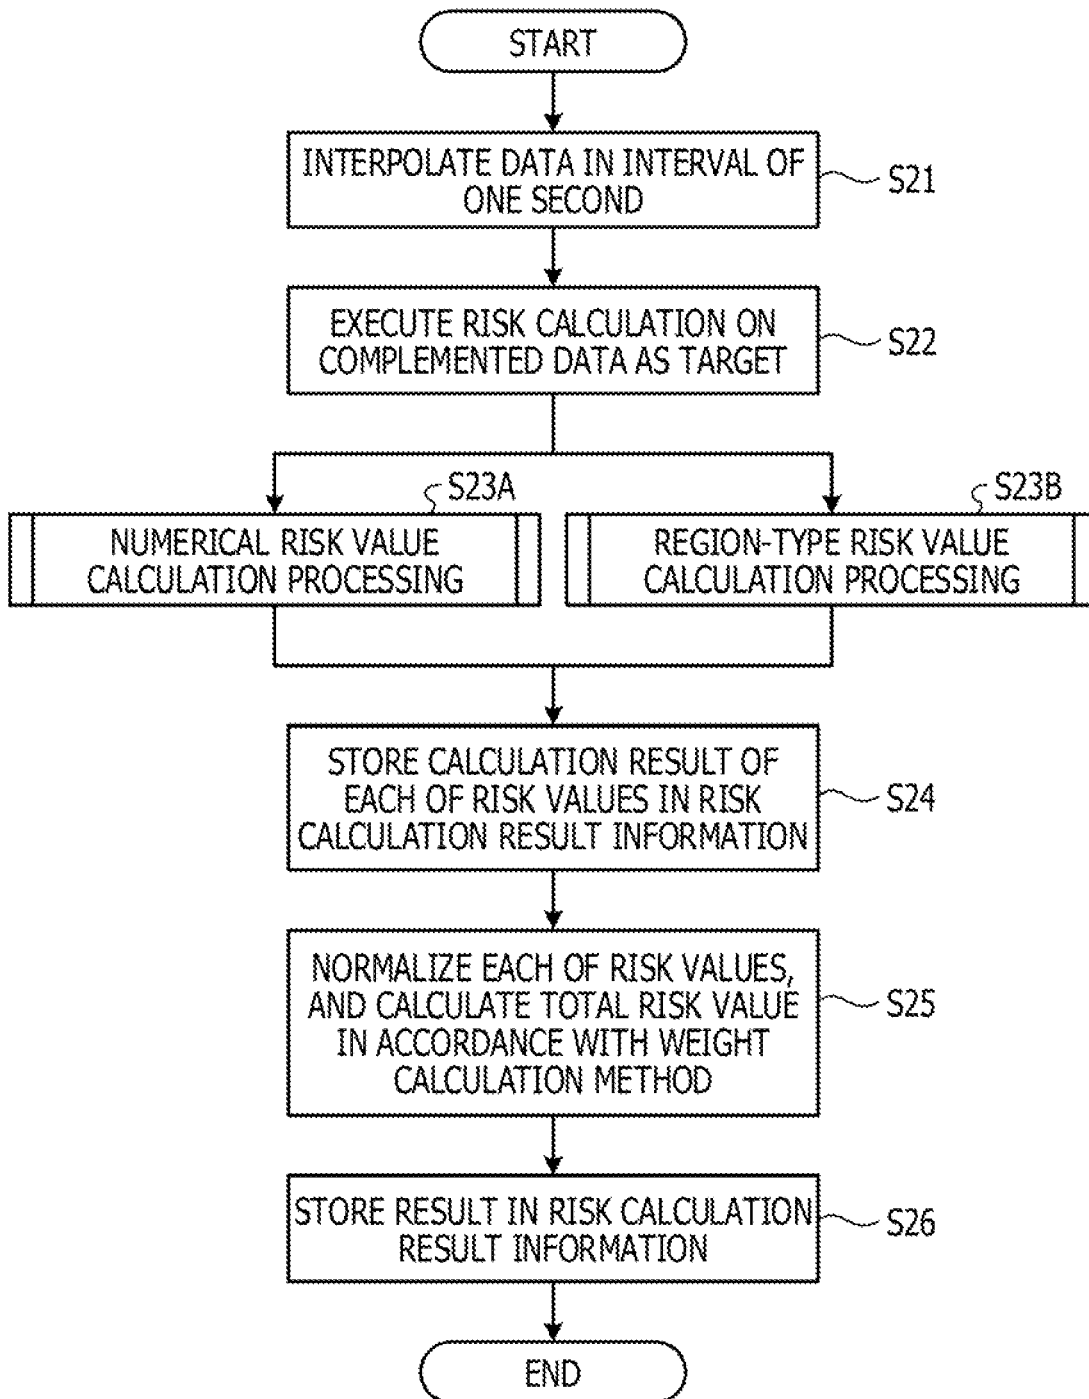 START
INTERPOLATE DATA IN INTERVAL OF
ONE SECOND
S21
EXECUTE RISK CALCULATION ON
COMPLEMENTED DATA AS TARGET
S22
S23A
NUMERICAL RISK VALUE
CALCULATION PROCESSING
S23B
REGION-TYPE RISK VALUE
CALCULATION PROCESSING
STORE CALCULATION RESULT OF
EACH OF RISK VALUES IN RISK
CALCULATION RESULT INFORMATION
S24
NORMALIZE EACH OF RISK VALUES,
AND CALCULATE TOTAL RISK VALUE
IN ACCORDANCE WITH WEIGHT
CALCULATION METHOD
S25
STORE RESULT IN RISK CALCULATION
RESULT INFORMATION
S26
END